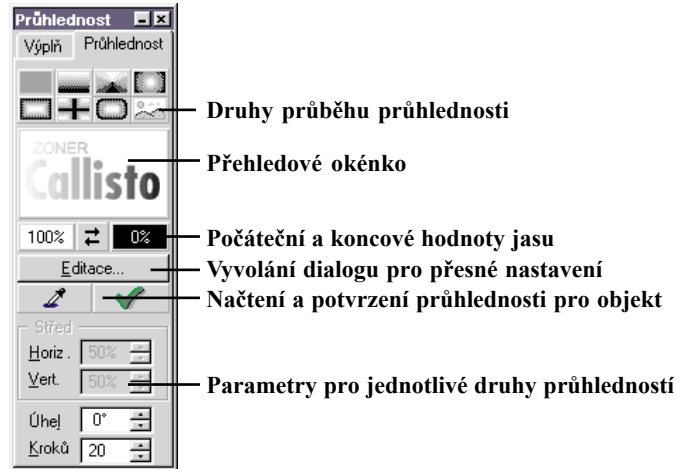 Průhlednost
Výplň Průhlednost
Druhy průběhu průhlednosti
ZONER
Callisto
Přehledové okénko
100% 0%
Počáteční a koncové hodnoty jasu
Editace...
Vyvolání dialogu pro přesné nastavení
Načtení a potvrzení průhlednosti pro objekt
Střed
Horiz. 50%
Vert. 50%
Parametry pro jednotlivé druhy průhledností
Úhel 0°
Kroků 20